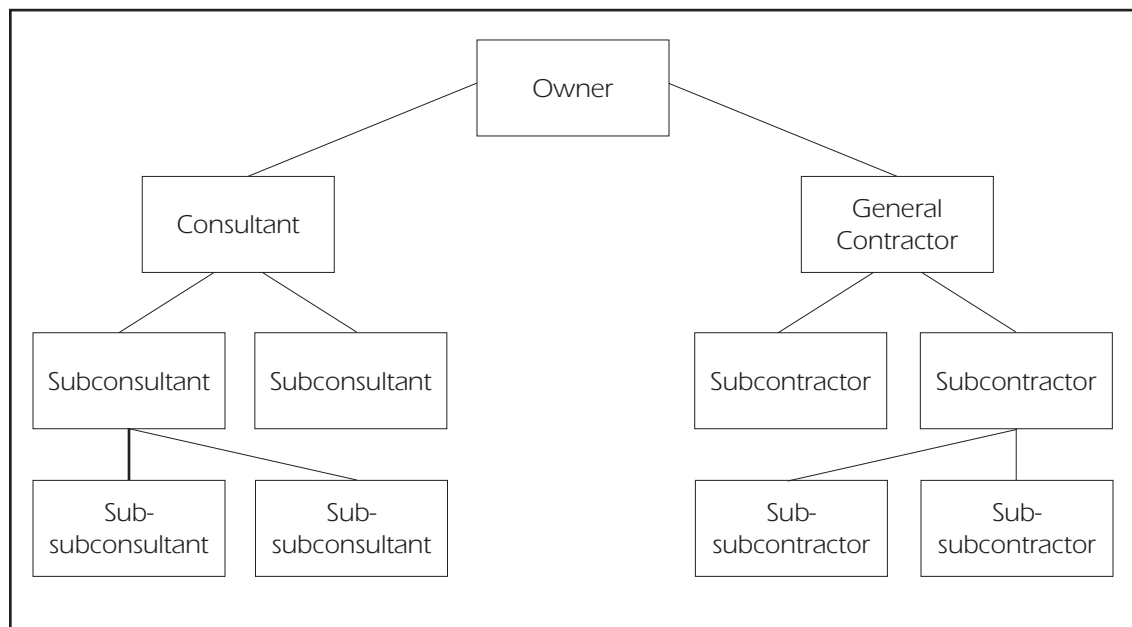 Owner
Consultant
General
Contractor
Subconsultant
Subconsultant
Subcontractor
Subcontractor
Sub-
subconsultant
Sub-
subconsultant
Sub-
subcontractor
Sub-
subcontractor